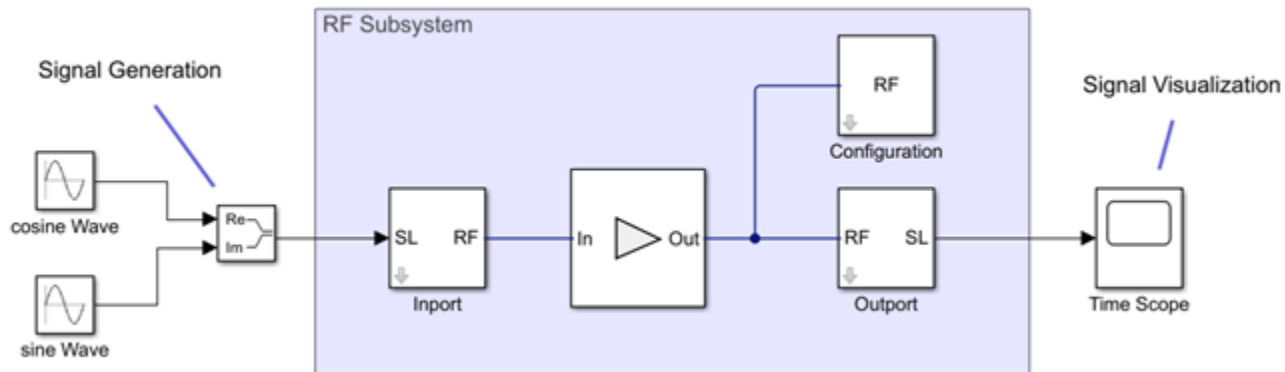 RF Subsystem
Signal Generation
Signal Visualization
RF
Configuration
cosine Wave
Re
Im
SL RF
In Out
RF SL
Inport
Outport
Time Scope
sine Wave